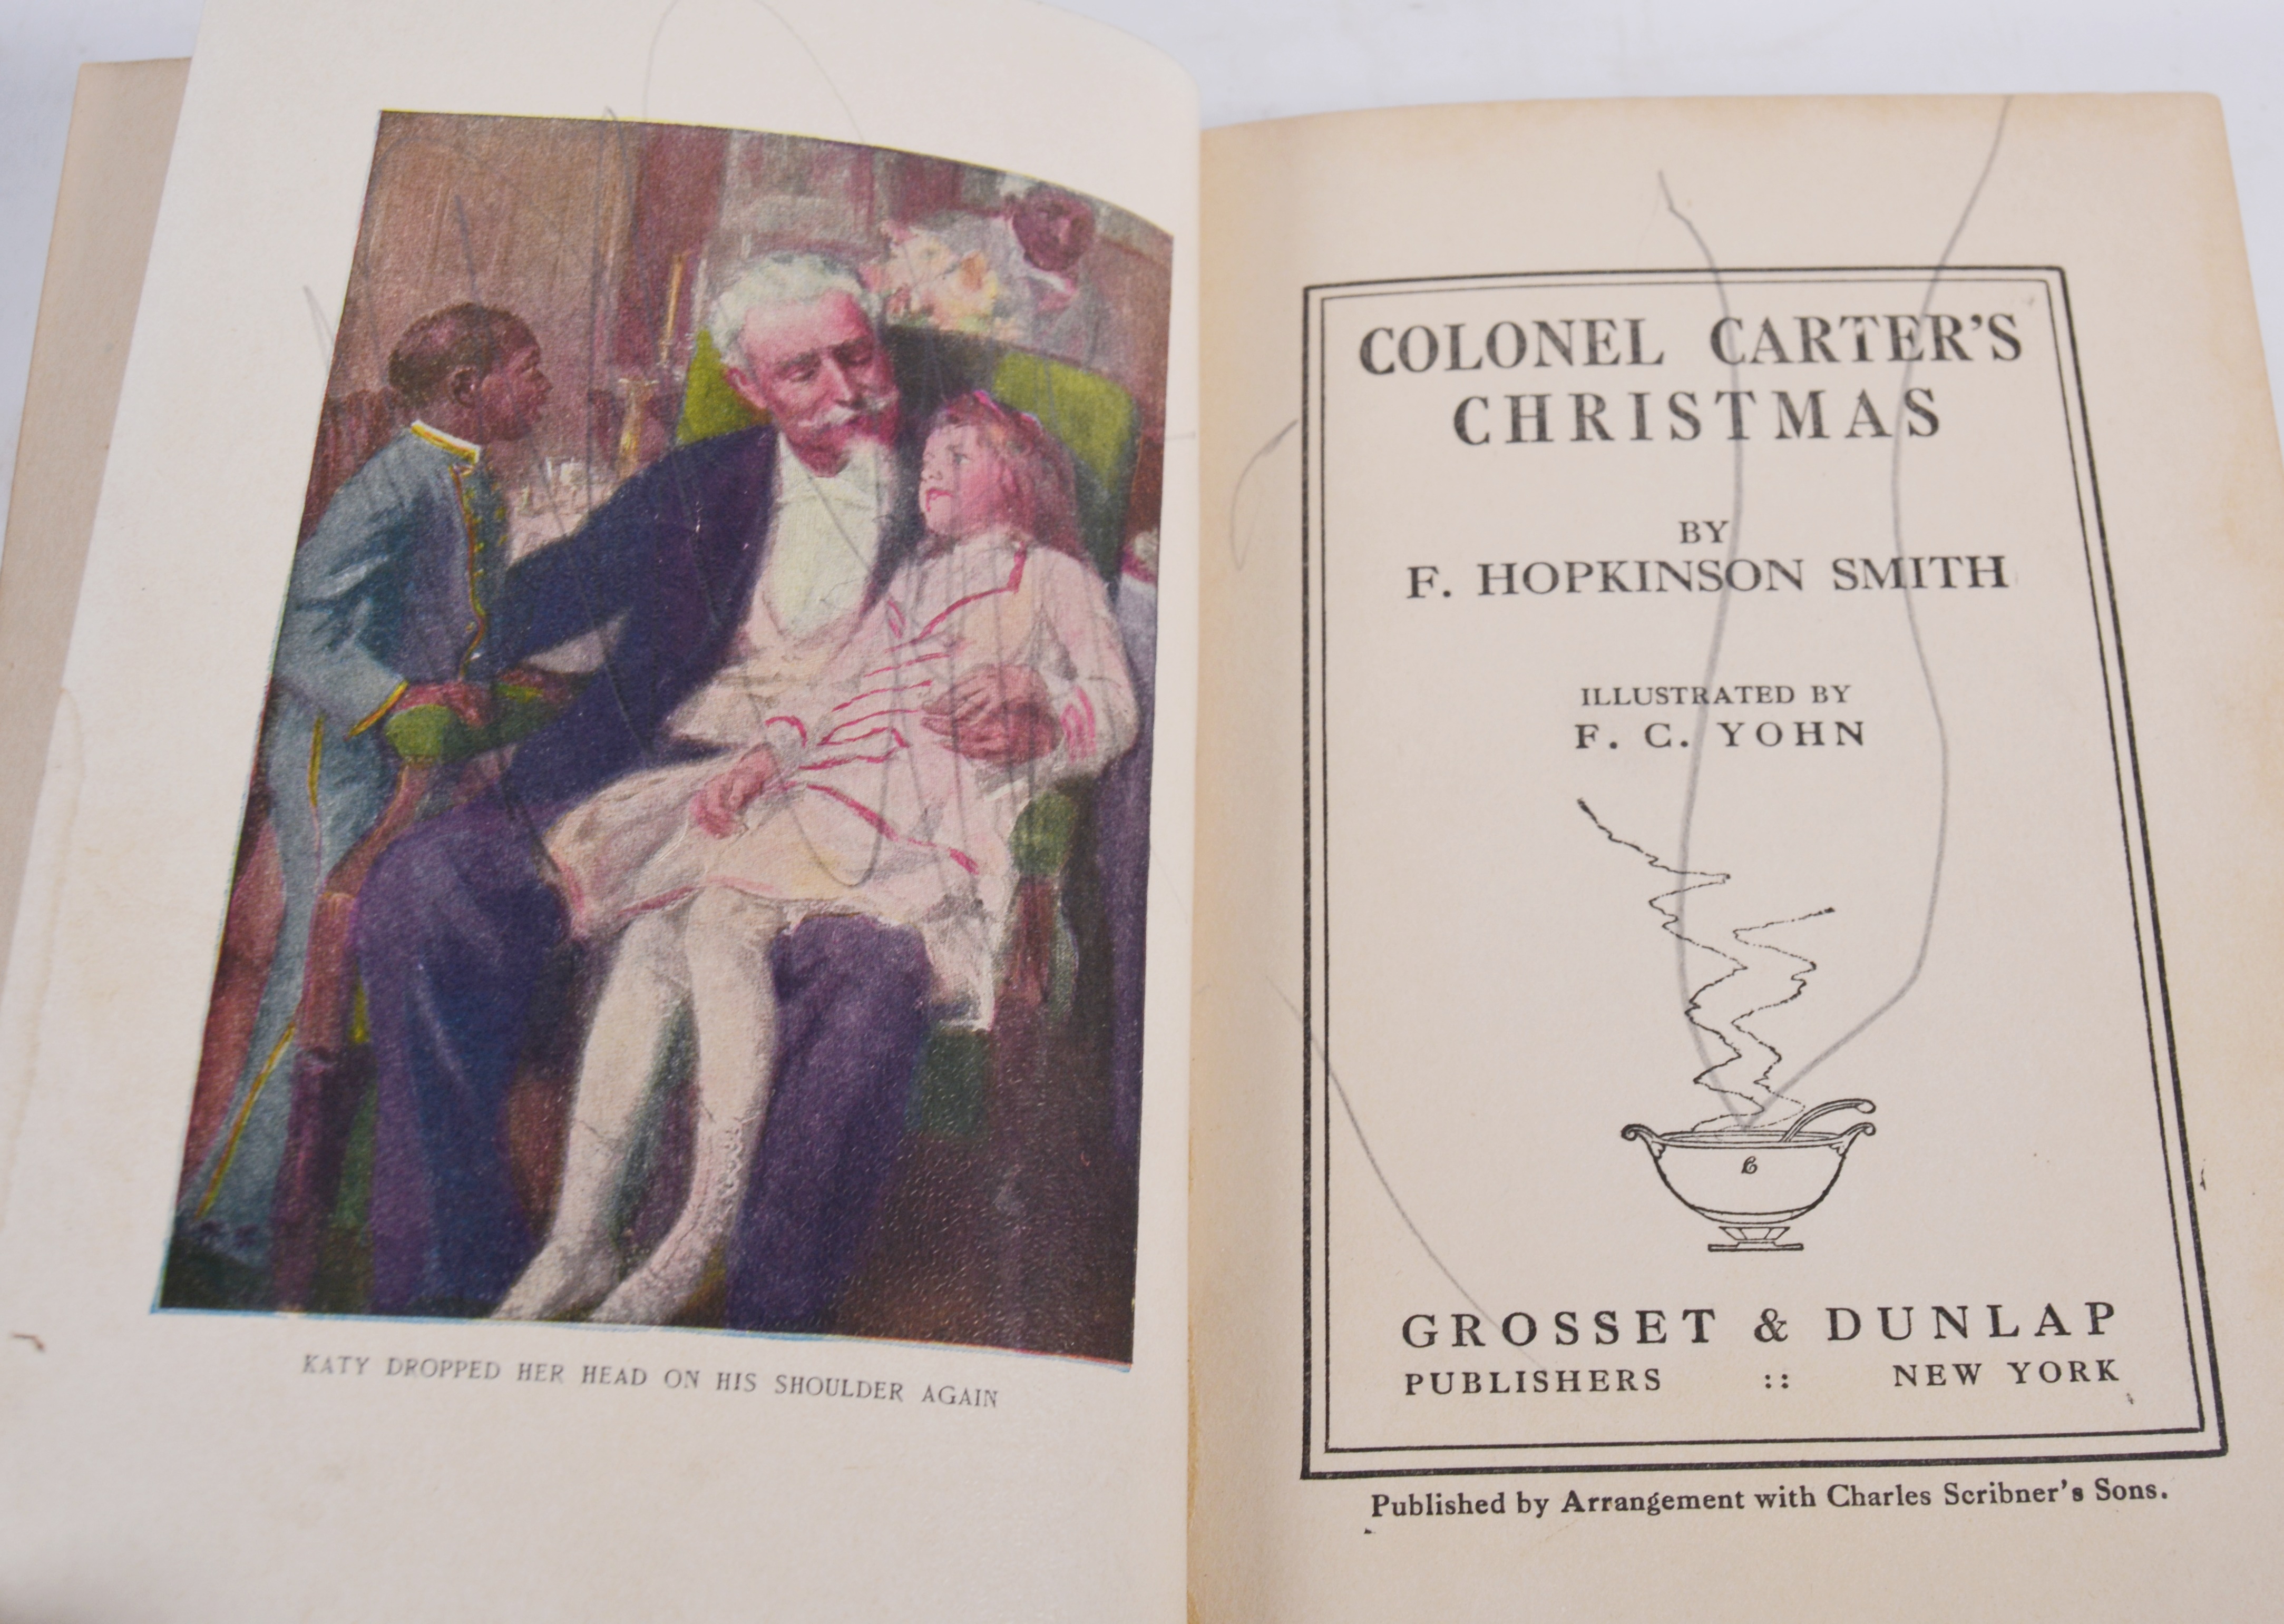 KATY DROPPED HER HEAD ON HIS SHOULDER AGAIN
COLONEL CARTER'S
CHRISTMAS
BY
F. HOPKINSON SMITH
ILLUSTRATED BY
F. C. YOHN
C
GROSSET & DUNLAP
PUBLISHERS :: NEW YORK
Published by Arrangement with Charles Scribner's Sons.